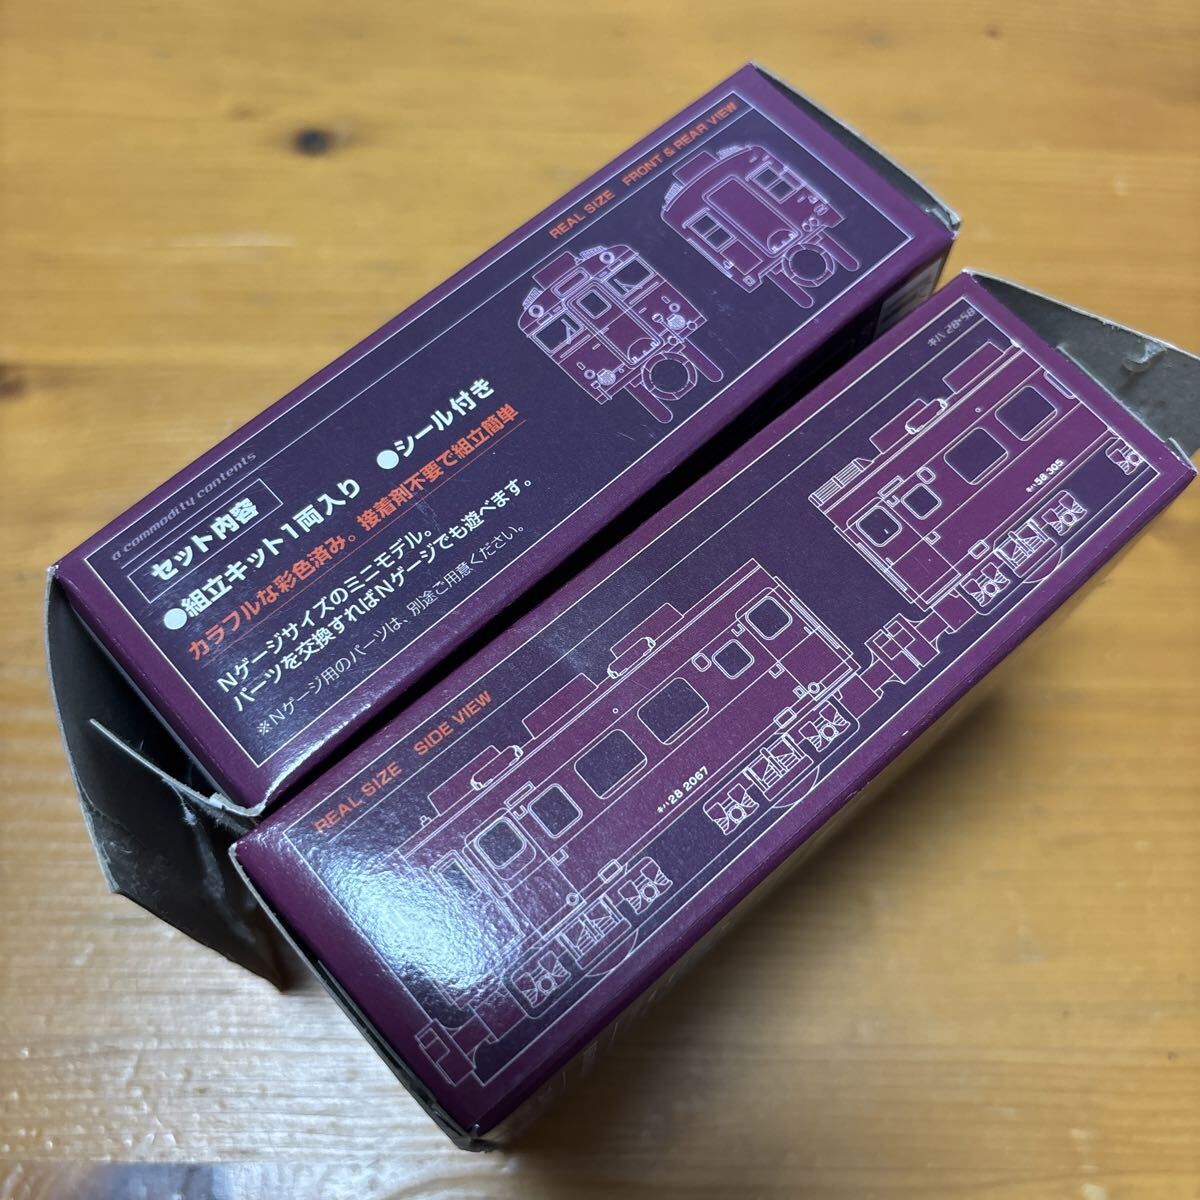 REAL SIZE FRONT & REAR VIEW
a commodity contents
セット内容
●組立キット1両入り ●シール付き
カラフルな彩色済み。接着剤不要で組立簡単
Nゲージサイズのミニモデル。
パーツを交換すればNゲージでも遊べます。
※Nゲージ用のパーツは、別途ご用意ください。
キハ 28・58
キハ58 305
REAL SIZE SIDE VIEW
キハ28 2067